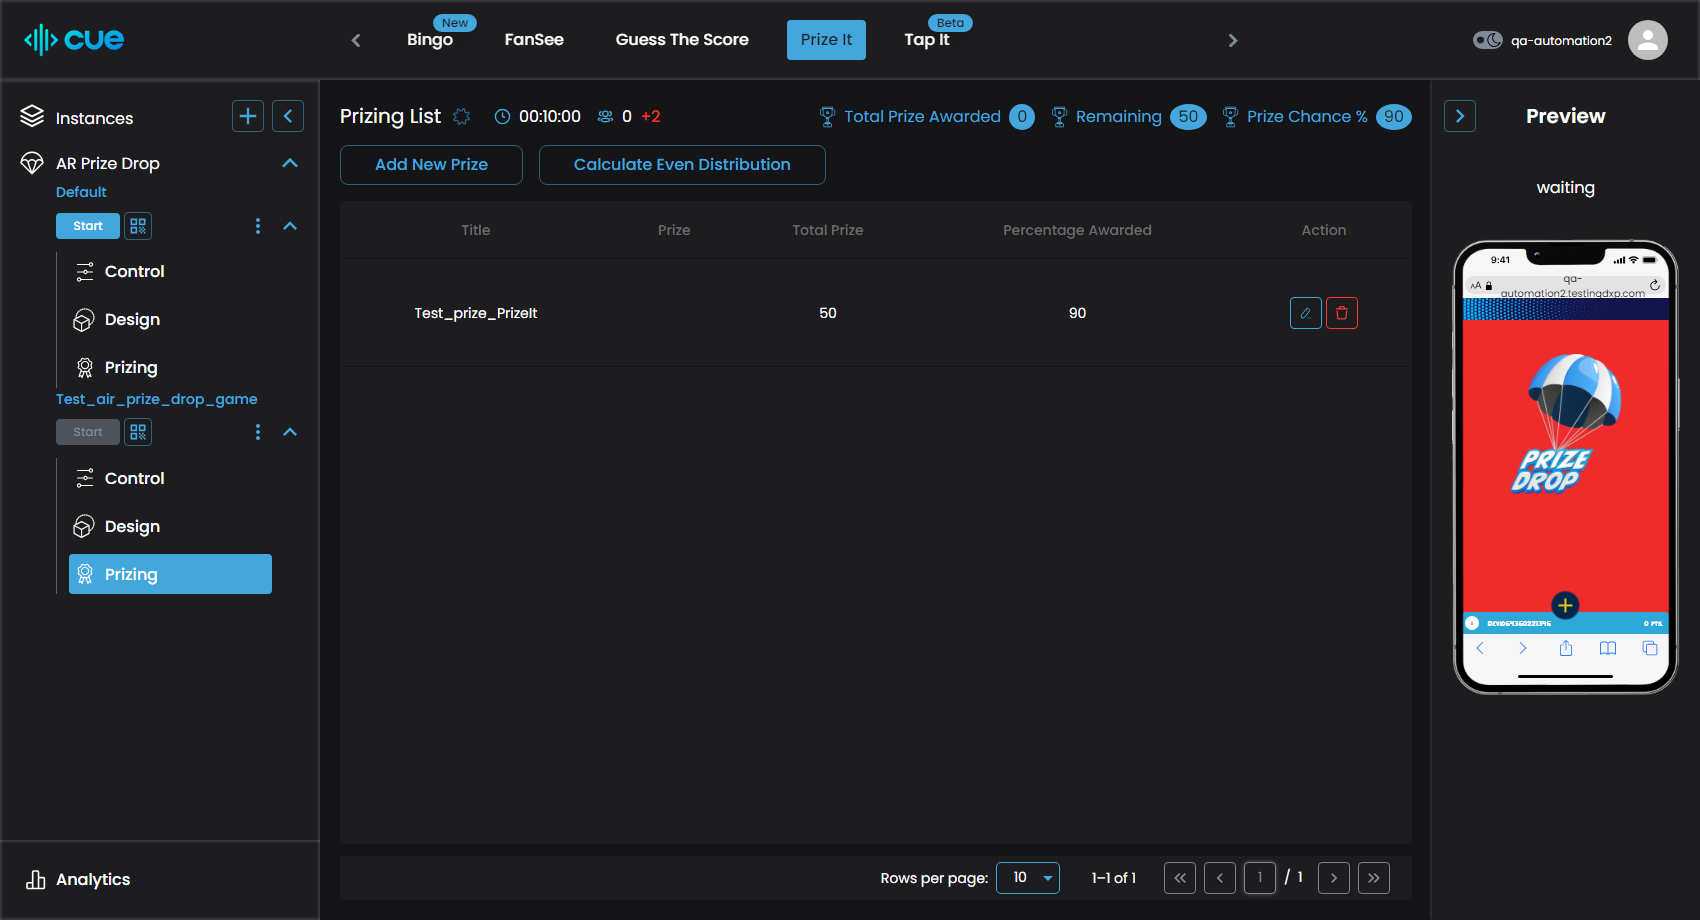 cue
New
Bingo
FanSee
Guess The Score
Prize It
Beta
Tap It
qa-automation2
Instances
AR Prize Drop
Default
Start
Control
Design
Prizing
Test_air_prize_drop_game
Start
Control
Design
Prizing
Analytics
Prizing List 00:10:00 0 +2
Total Prize Awarded 0 Remaining 50 Prize Chance % 90
Add New Prize Calculate Even Distribution
Title Prize Total Prize Percentage Awarded Action
Test_prize_PrizeIt 50 90
Rows per page: 10 1–1 of 1 1 / 1
Preview
waiting
9:41
AA qa-
automation2.testingdxp.com
PRIZE
DROP
0 PTS.